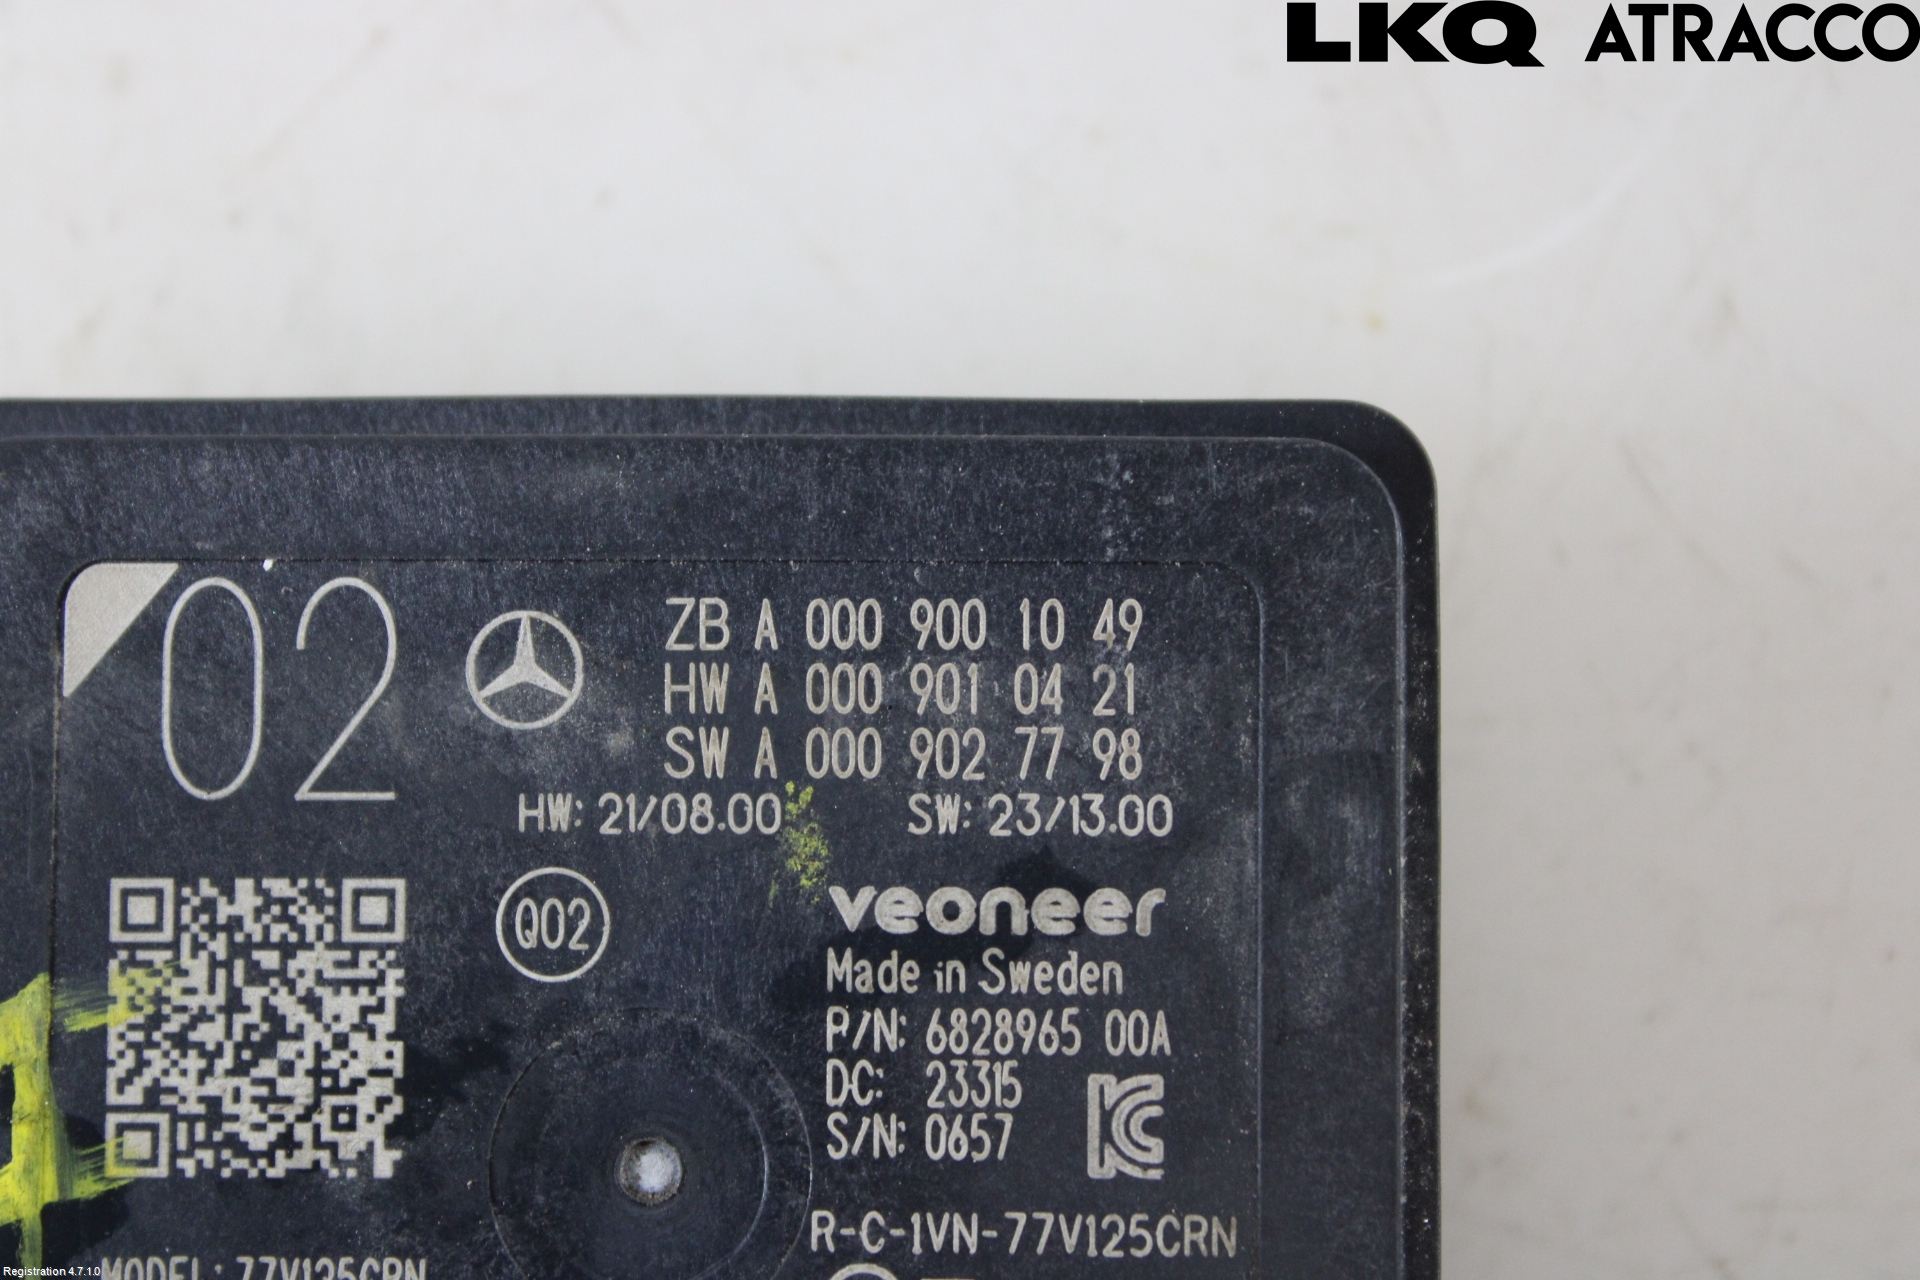 LKQ ATRACCO
02
ZB A 000 900 10 49
HW A 000 901 04 21
SW A 000 902 77 98
HW: 21/08.00 SW: 23/13.00
Q02
veoneer
Made in Sweden
P/N: 6828965 00A
DC: 23315
S/N: 0657
R-C-1VN-77V125CRN
MODEL: 77V125CRN
Registration 4.7.1.0